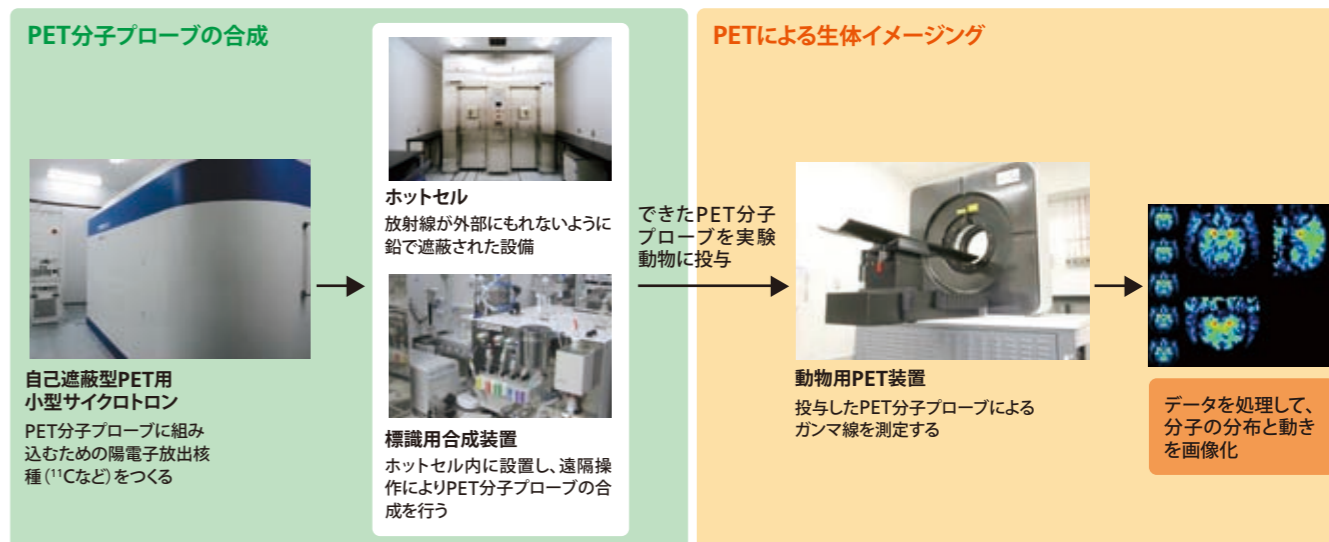 PET分子プローブの合成
自己遮蔽型PET用
小型サイクロトロン
PET分子プローブに組み
込むための陽電子放出核
種(¹¹Cなど)をつくる
ホットセル
放射線が外部にもれないように
鉛で遮蔽された設備
標識用合成装置
ホットセル内に設置し、遠隔操
作によりPET分子プローブの合
成を行う
できたPET分子
プローブを実験
動物に投与
PETによる生体イメージング
動物用PET装置
投与したPET分子プローブによる
ガンマ線を測定する
データを処理して、
分子の分布と動き
を画像化